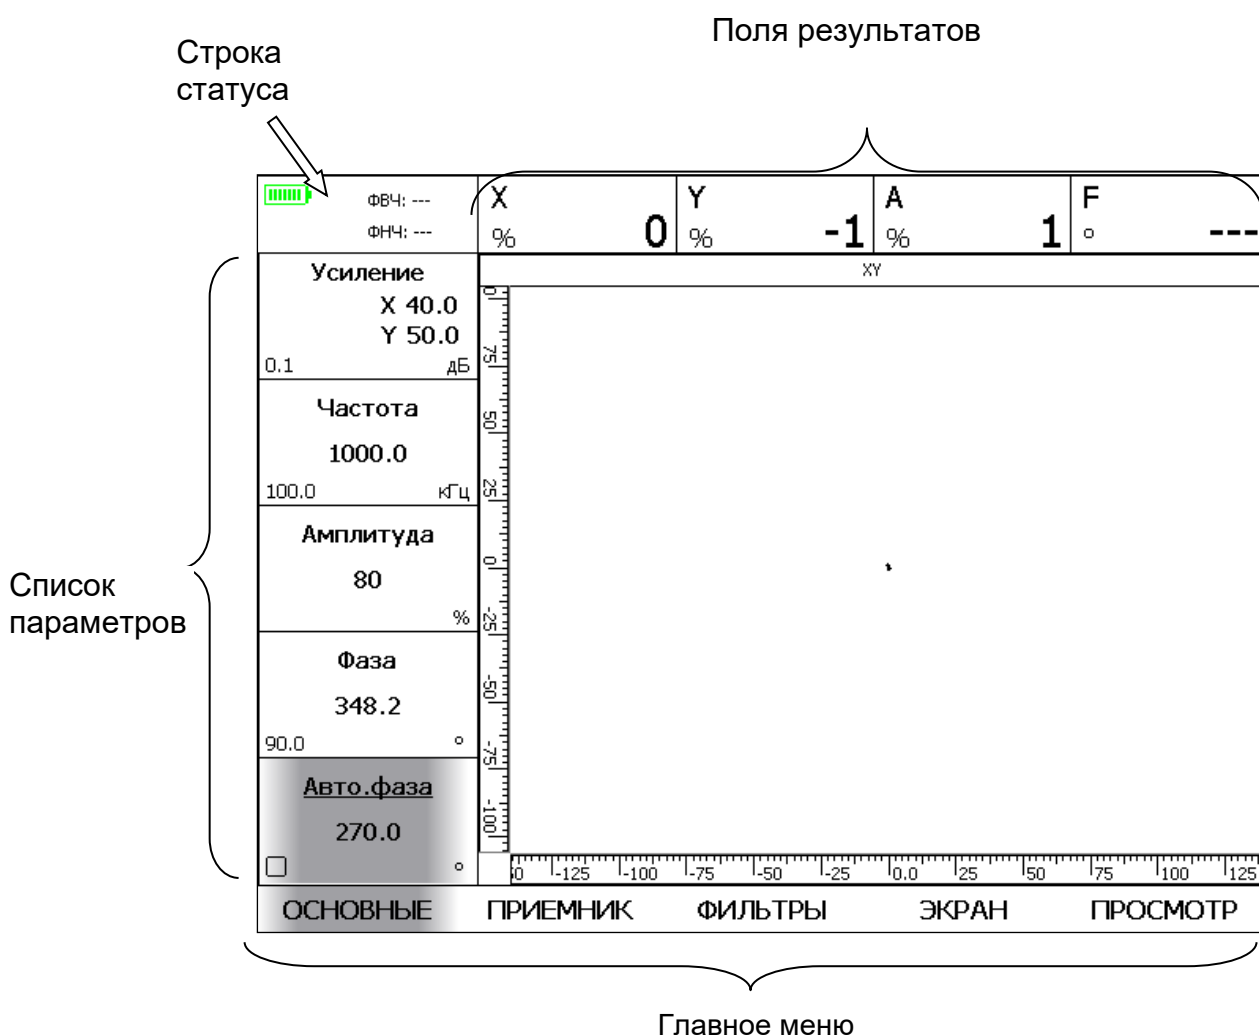 Поля результатов
Строка
статуса
ФВЧ: ---
ФНЧ: ---
X
% 0
Y
% -1
A
% 1
F
° ---
XY
Усиление
X 40.0
Y 50.0
0.1 дБ
Частота
1000.0
100.0 кГц
Амплитуда
80
%
Фаза
348.2
90.0 °
Авто.фаза
270.0
°
Список
параметров
0
75
50
25
0
-25
-50
-75
-100
0 -125 -100 -75 -50 -25 0.0 25 50 75 100 125
ОСНОВНЫЕ ПРИЕМНИК ФИЛЬТРЫ ЭКРАН ПРОСМОТР
Главное меню